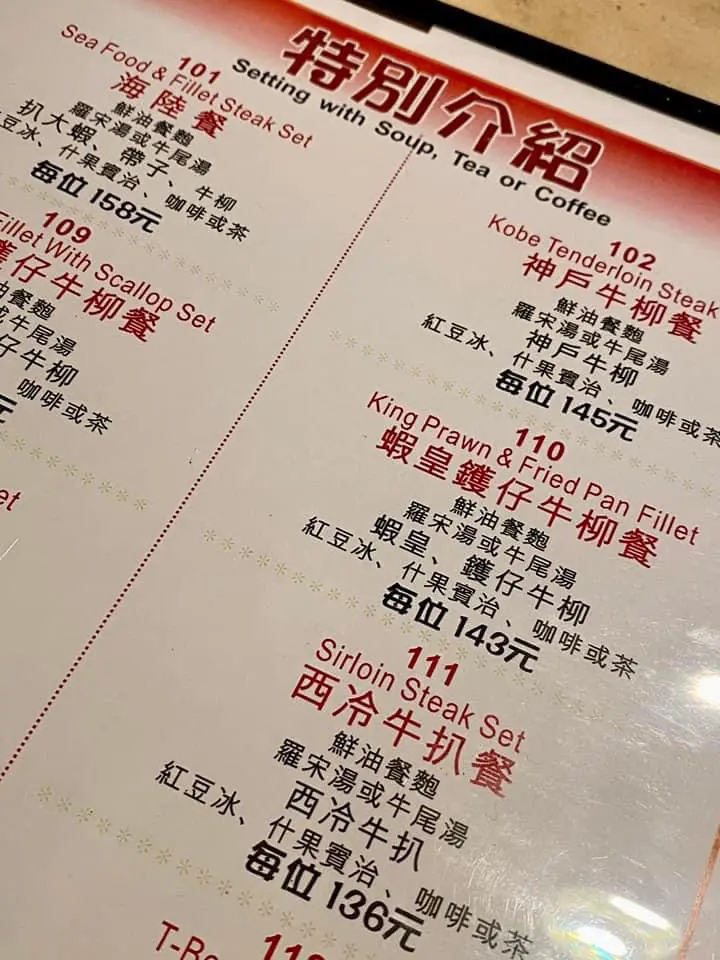 特別介紹
Setting with Soup, Tea or Coffee
101
Sea Food & Fillet Steak Set
海陸餐
鮮油餐麵
羅宋湯或牛尾湯
扒大蝦、帶子、牛柳
豆冰、什果賓治、咖啡或茶
每位158元
109
Fillet With Scallop Set
鑊仔牛柳餐
油餐麵
或牛尾湯
仔牛柳
咖啡或茶
元
et
102
Kobe Tenderloin Steak
神戶牛柳餐
鮮油餐麵
羅宋湯或牛尾湯
神戶牛柳
紅豆冰、什果賓治、咖啡或茶
每位145元
110
King Prawn & Fried Pan Fillet
蝦皇鑊仔牛柳餐
鮮油餐麵
羅宋湯或牛尾湯
蝦皇、鑊仔牛柳
紅豆冰、什果賓治、咖啡或茶
每位143元
111
Sirloin Steak Set
西冷牛扒餐
鮮油餐麵
羅宋湯或牛尾湯
西冷牛扒
紅豆冰、什果賓治、咖啡或茶
每位136元
T-Bo